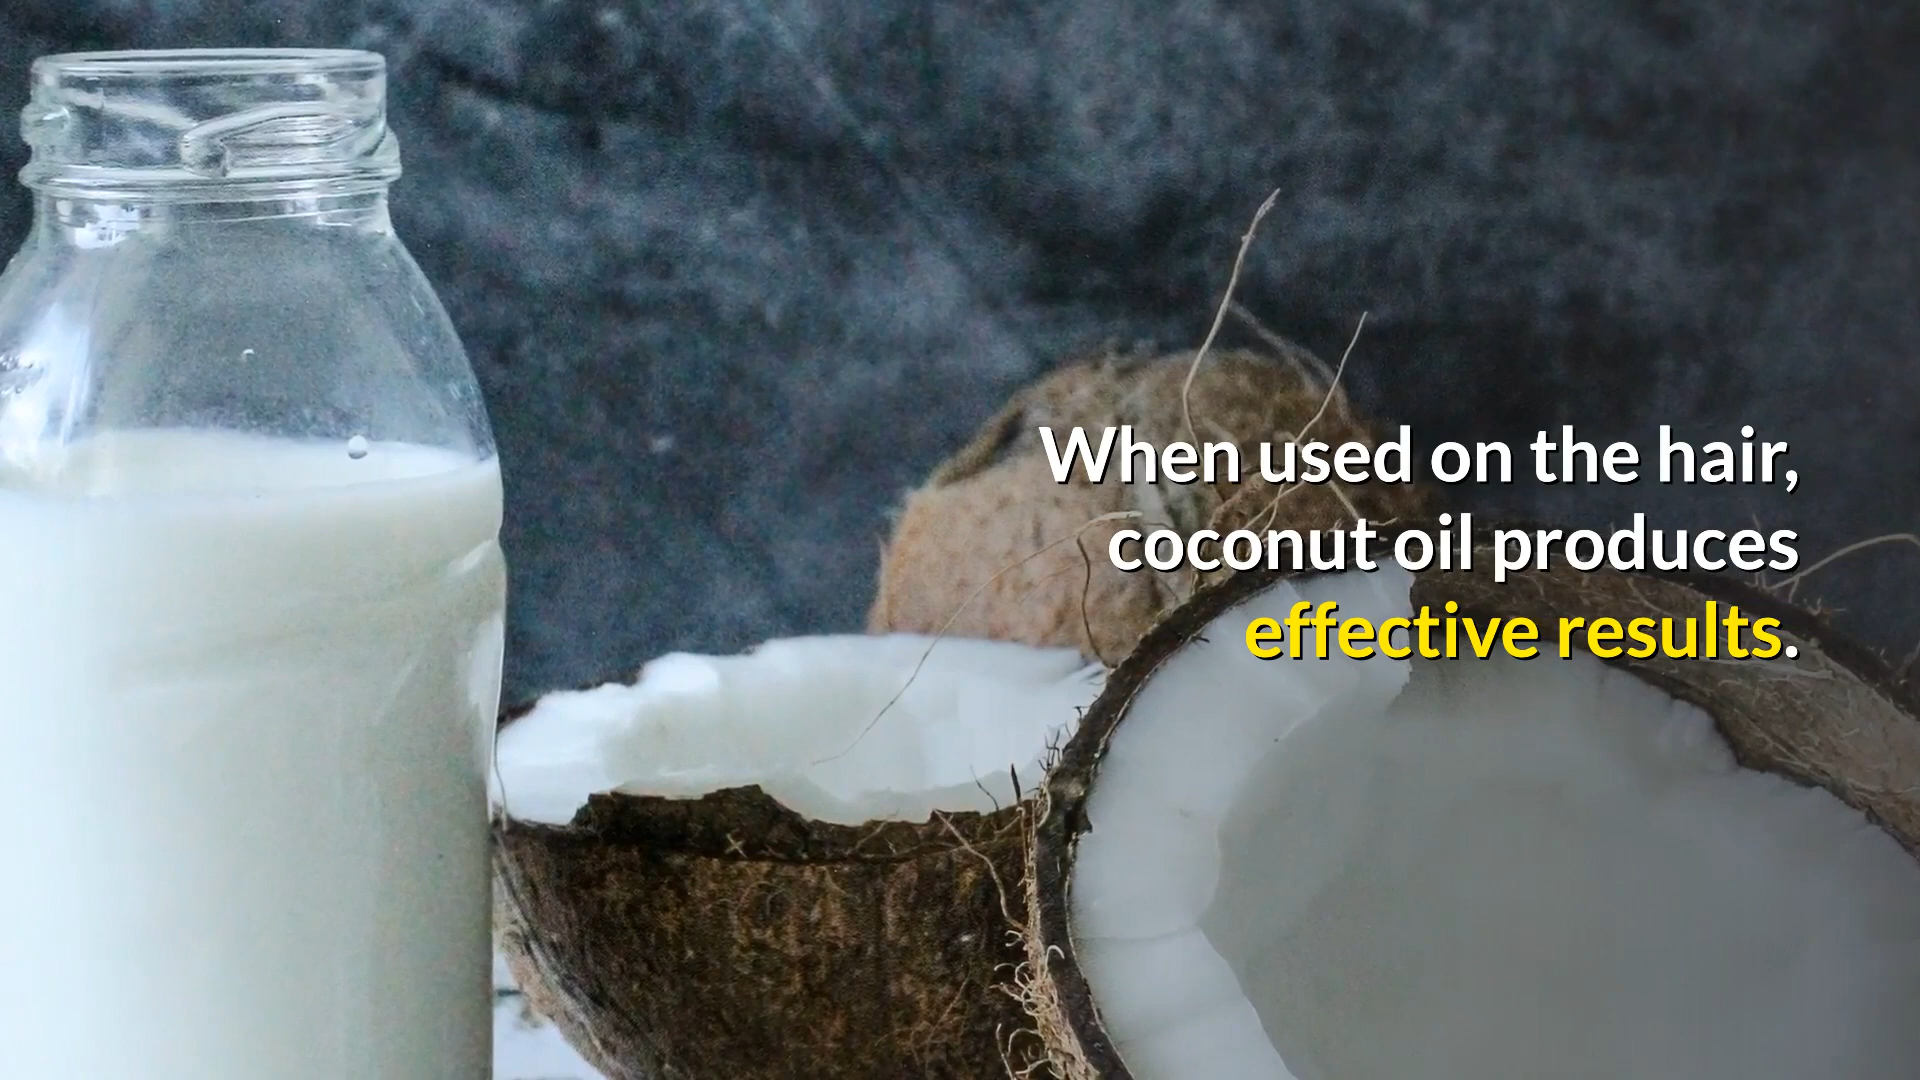 When used on the hair,
coconut oil produces
effective results.